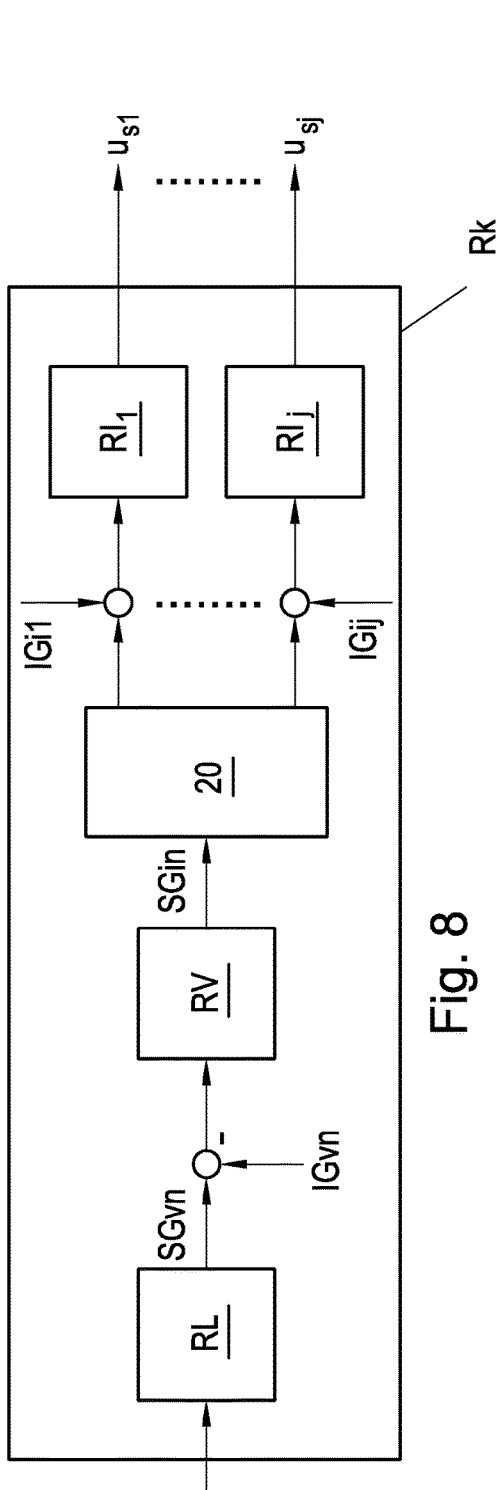 RL
SGvn
-
IGvn
RV
SGin
20
IGi1
IGij
RI1
RIj
us1
usj
Rk
Fig. 8